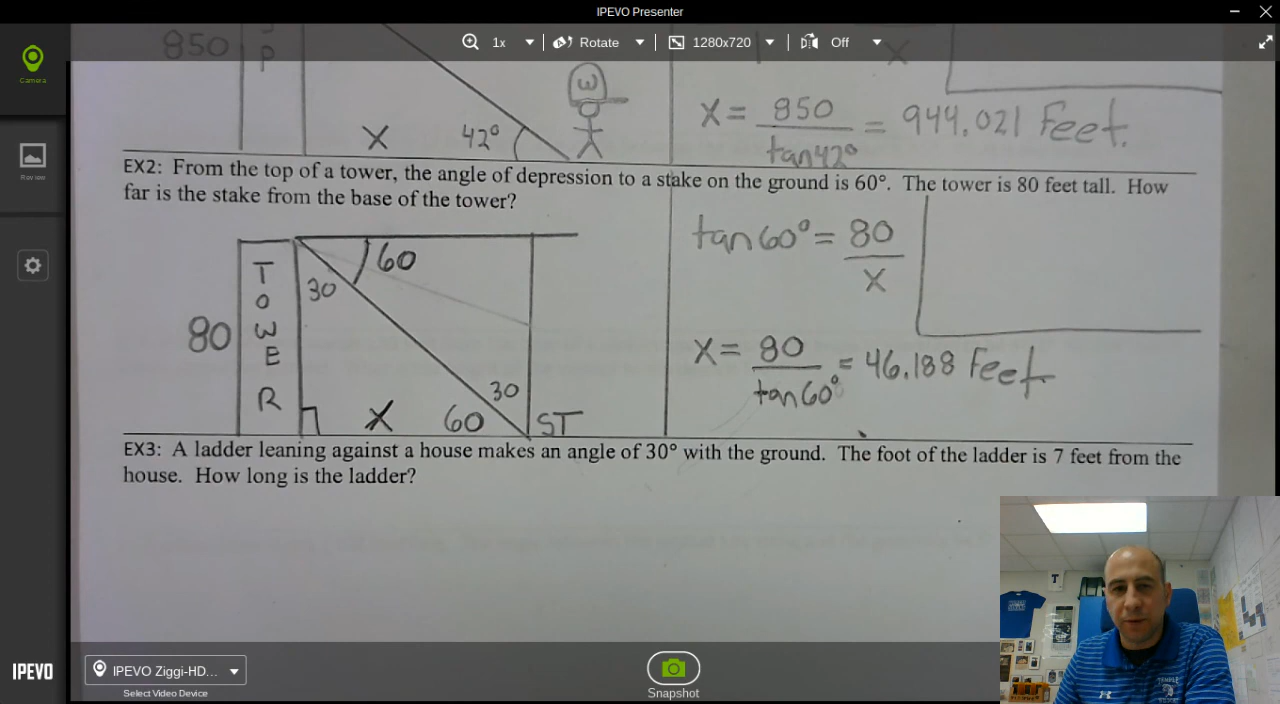 IPEVO Presenter
1x
Rotate
1280x720
Off
Camera
Review
850
P
X
42°
X
X = 850 / tan42° = 944.021 Feet.
EX2: From the top of a tower, the angle of depression to a stake on the ground is 60°. The tower is 80 feet tall. How
far is the stake from the base of the tower?
80
TOWER
60
30
30
X
60
ST
tan60° = 80 / X
X = 80 / tan60° = 46.188 Feet
EX3: A ladder leaning against a house makes an angle of 30° with the ground. The foot of the ladder is 7 feet from the
house. How long is the ladder?
T
TEMPLE
IPEVO
IPEVO Ziggi-HD...
Select Video Device
Snapshot